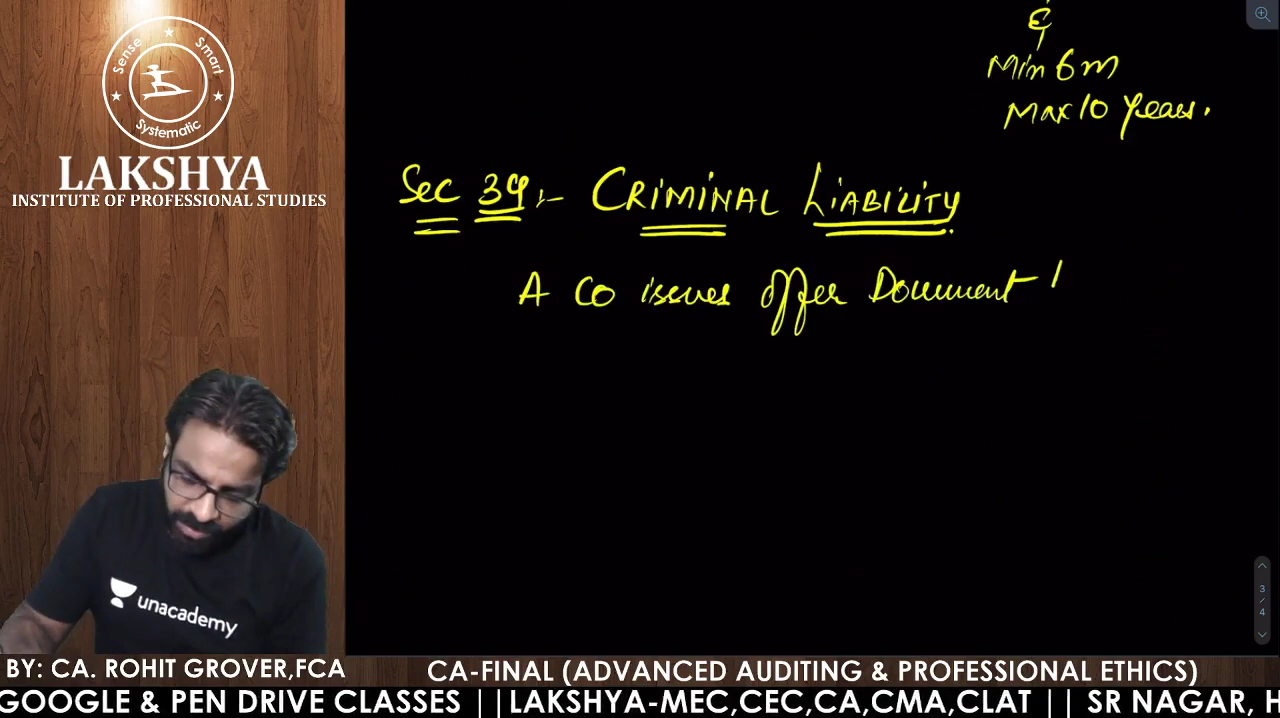 Sense
Smart
Systematic
LAKSHYA
INSTITUTE OF PROFESSIONAL STUDIES
&
Min 6m
Max 10 years.
Sec 34:- CRIMINAL LIABILITY
A Co issues offer Document
unacademy
3
/
4
BY: CA. ROHIT GROVER,FCA
CA-FINAL (ADVANCED AUDITING & PROFESSIONAL ETHICS)
GOOGLE & PEN DRIVE CLASSES ||LAKSHYA-MEC,CEC,CA,CMA,CLAT || SR NAGAR, H